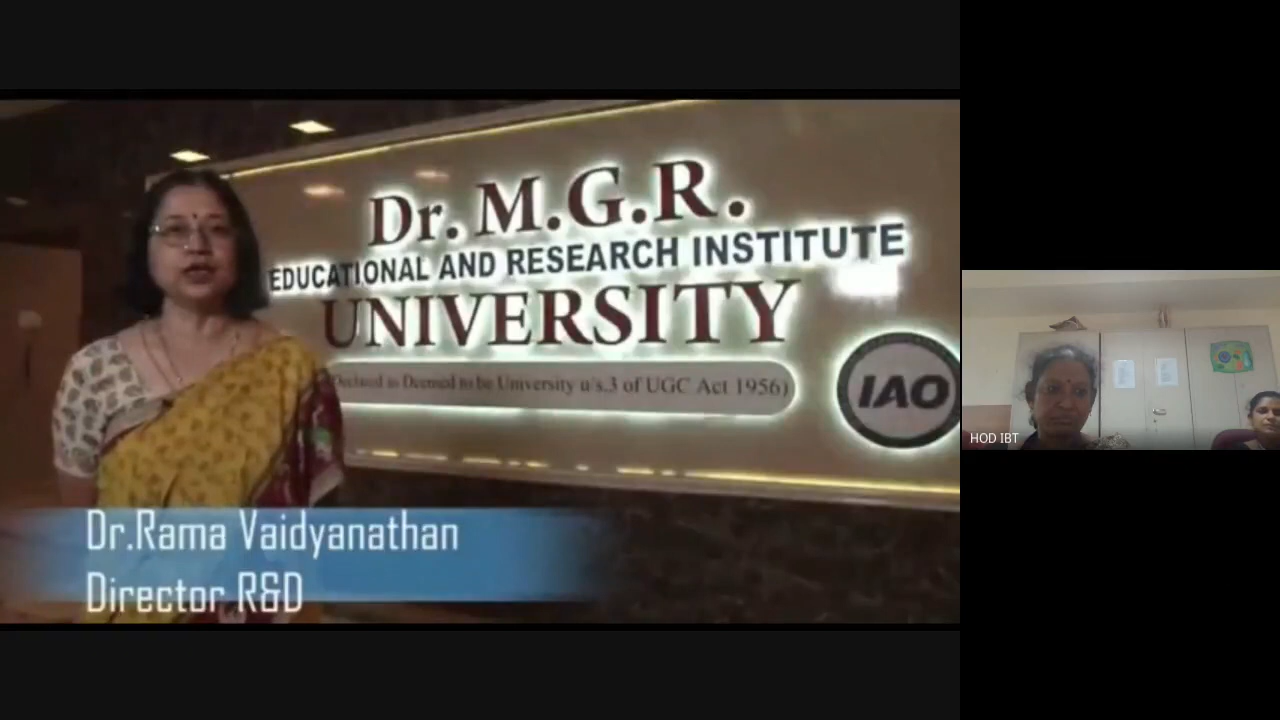 Dr. M.G.R.
EDUCATIONAL AND RESEARCH INSTITUTE
UNIVERSITY
(Declared as Deemed to be University u/s.3 of UGC Act 1956)
IAO
Dr.Rama Vaidyanathan
Director R&D
HOD IBT